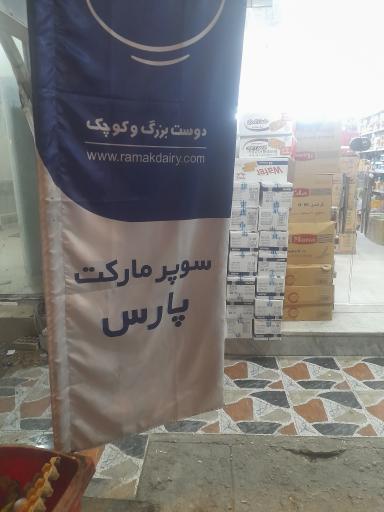 دوست بزرگ و کوچک
www.ramakdairy.com
سوپر مارکت
پارس